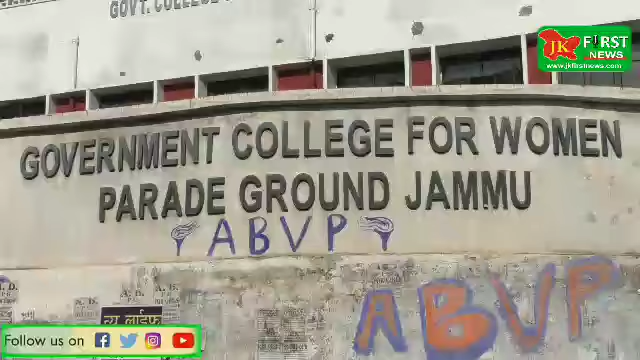 GOVT. COLLEGE
JK FIRST
NEWS
www.jkfirstnews.com
GOVERNMENT COLLEGE FOR WOMEN
PARADE GROUND JAMMU
ABVP
ABVP
न्यू लाईफ
Follow us on